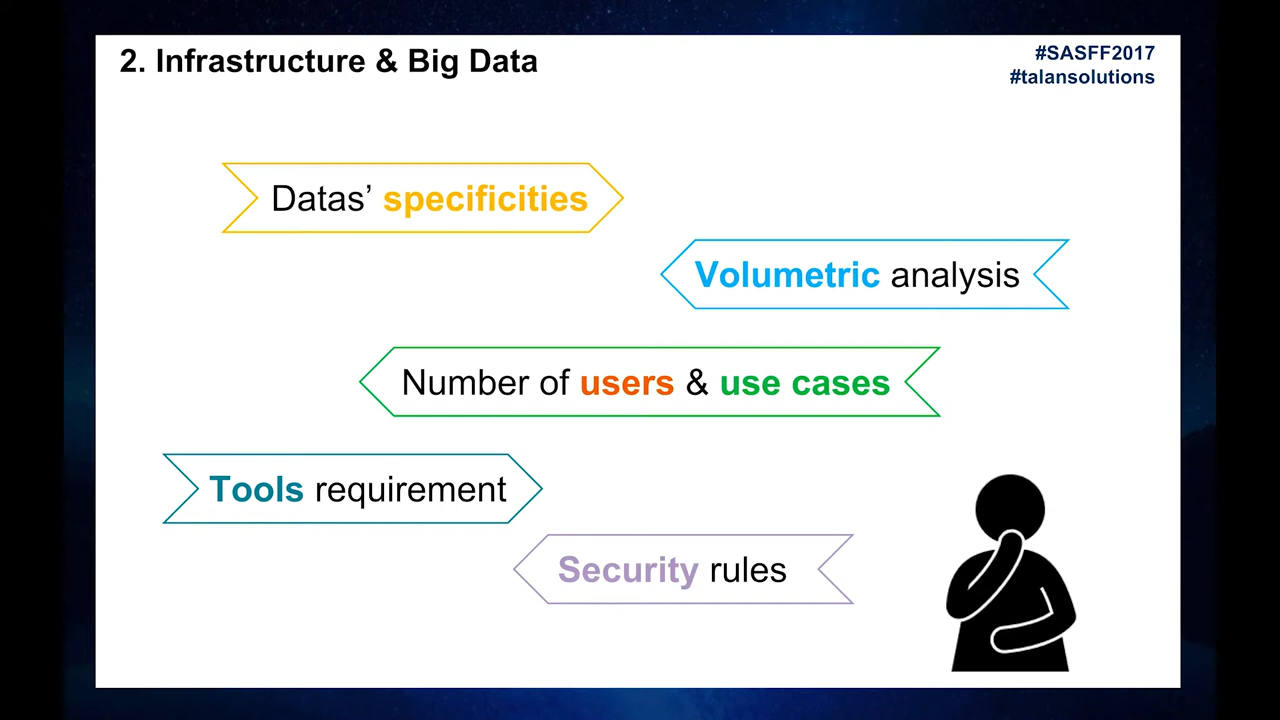 2. Infrastructure & Big Data
#SASFF2017
#talansolutions
Datas’ specificities
Volumetric analysis
Number of users & use cases
Tools requirement
Security rules